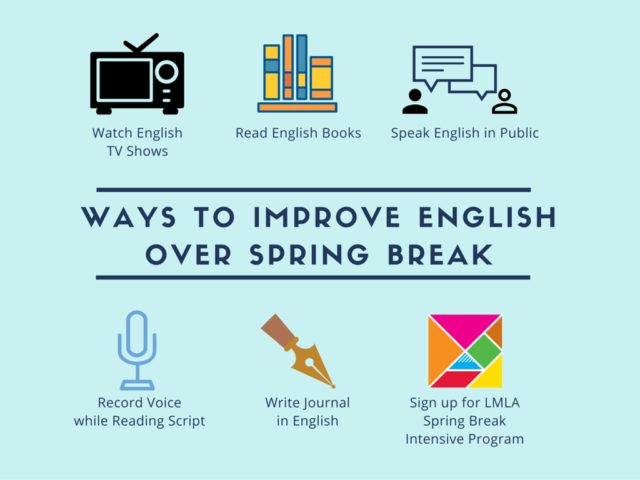 Watch English
TV Shows
Read English Books
Speak English in Public
WAYS TO IMPROVE ENGLISH
OVER SPRING BREAK
Record Voice
while Reading Script
Write Journal
in English
Sign up for LMLA
Spring Break
Intensive Program